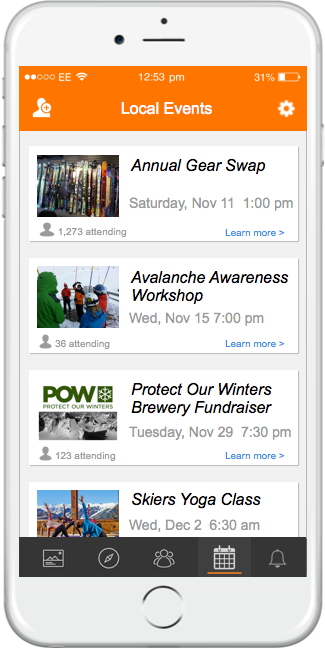 EE 12:53 pm 31%
Local Events
Annual Gear Swap
Saturday, Nov 11 1:00 pm
1,273 attending Learn more >
Avalanche Awareness
Workshop
Wed, Nov 15 7:00 pm
36 attending Learn more >
POW
PROTECT OUR WINTERS
Protect Our Winters
Brewery Fundraiser
Tuesday, Nov 29 7:30 pm
123 attending Learn more >
Skiers Yoga Class
Wed, Dec 2 6:30 am